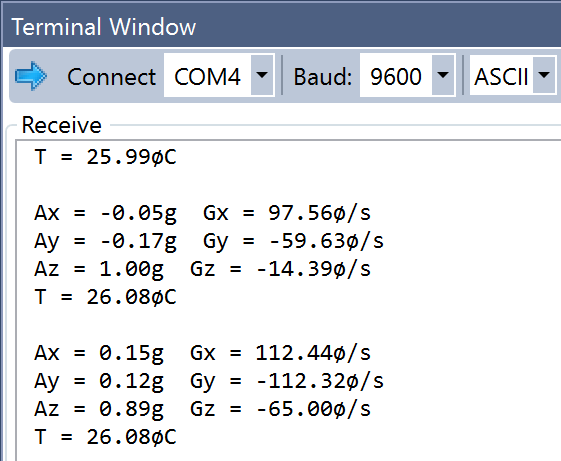 Terminal Window
Connect COM4 Baud: 9600 ASCII
Receive
T = 25.99øC
Ax = -0.05g  Gx = 97.56ø/s
Ay = -0.17g  Gy = -59.63ø/s
Az = 1.00g  Gz = -14.39ø/s
T = 26.08øC
Ax = 0.15g  Gx = 112.44ø/s
Ay = 0.12g  Gy = -112.32ø/s
Az = 0.89g  Gz = -65.00ø/s
T = 26.08øC